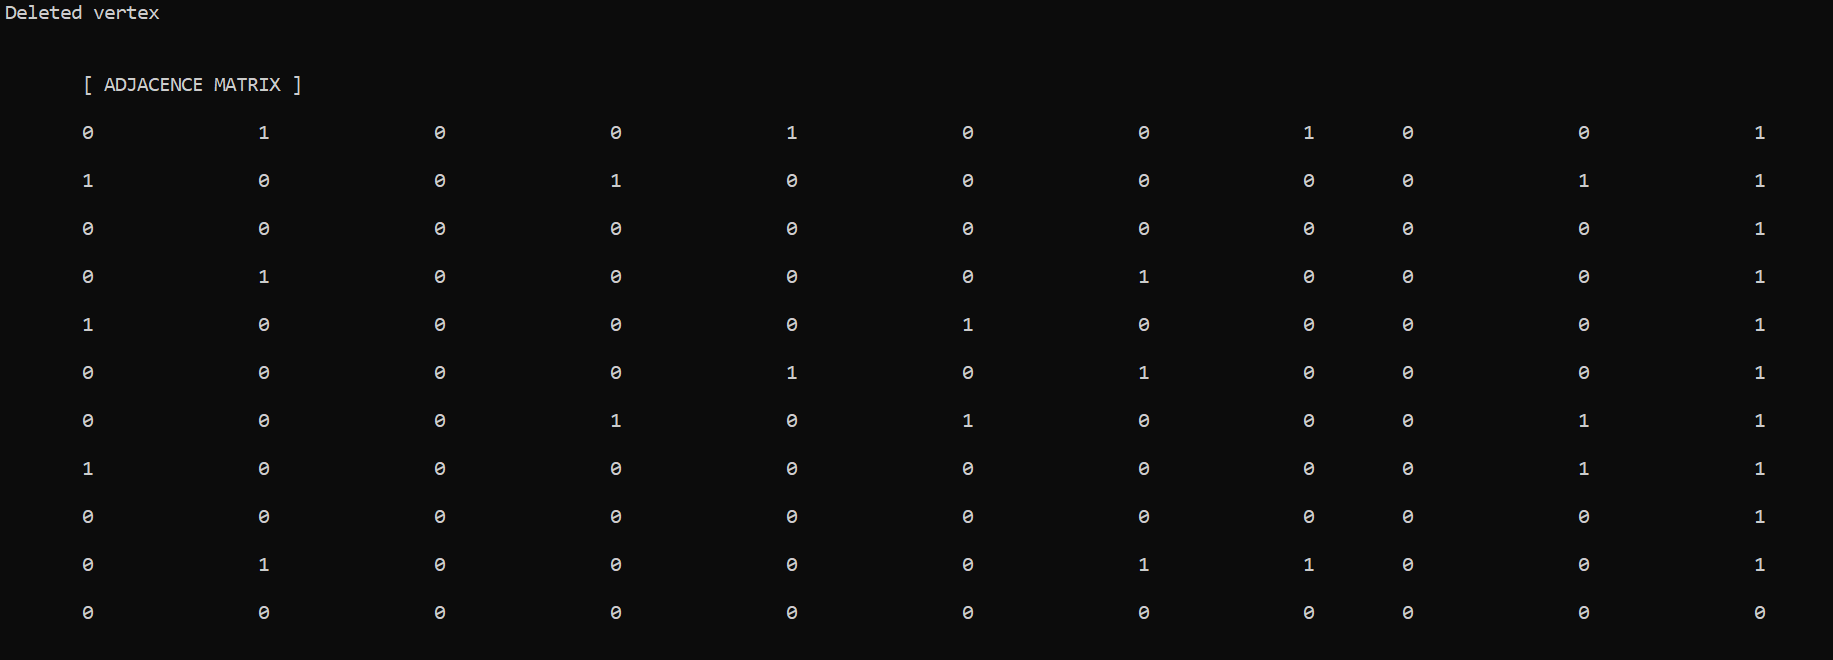 Deleted vertex
[ ADJACENCE MATRIX ]
0 1 0 0 1 0 0 1 0 0 1
1 0 0 1 0 0 0 0 0 1 1
0 0 0 0 0 0 0 0 0 0 1
0 1 0 0 0 0 1 0 0 0 1
1 0 0 0 0 1 0 0 0 0 1
0 0 0 0 1 0 1 0 0 0 1
0 0 0 1 0 1 0 0 0 1 1
1 0 0 0 0 0 0 0 0 1 1
0 0 0 0 0 0 0 0 0 0 1
0 1 0 0 0 0 1 1 0 0 1
0 0 0 0 0 0 0 0 0 0 0